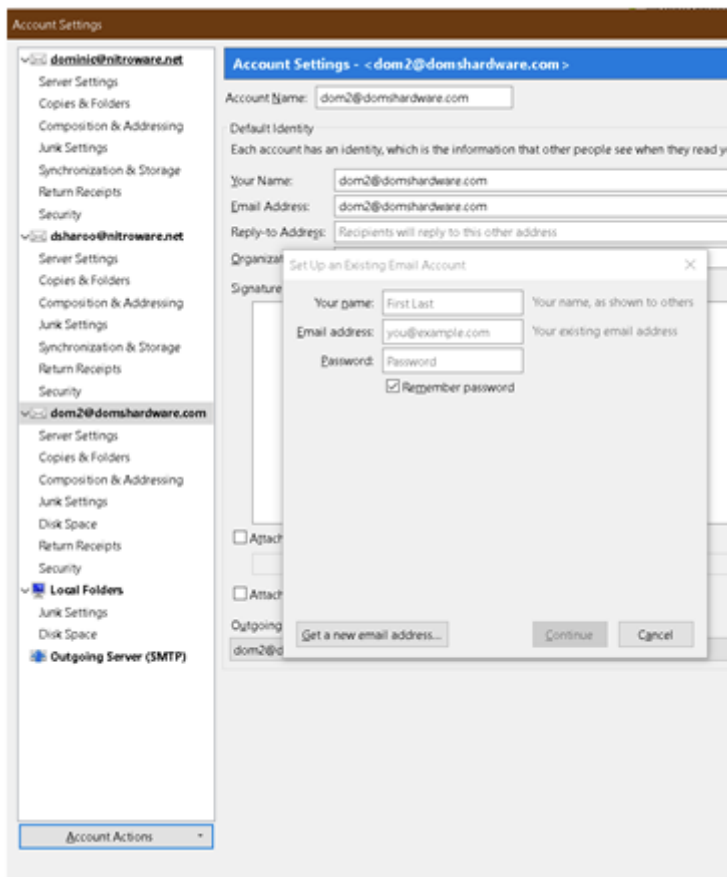 Account Settings
dominic@nitroware.net
Server Settings
Copies & Folders
Composition & Addressing
Junk Settings
Synchronization & Storage
Return Receipts
Security
dsharoo@nitroware.net
Server Settings
Copies & Folders
Composition & Addressing
Junk Settings
Synchronization & Storage
Return Receipts
Security
dom2@domshardware.com
Server Settings
Copies & Folders
Composition & Addressing
Junk Settings
Disk Space
Return Receipts
Security
Local Folders
Junk Settings
Disk Space
Outgoing Server (SMTP)
Account Actions
Account Settings - <dom2@domshardware.com>
Account Name: dom2@domshardware.com
Default Identity
Each account has an identity, which is the information that other people see when they read y
Your Name: dom2@domshardware.com
Email Address: dom2@domshardware.com
Reply-to Address: Recipients will reply to this other address
Organizat
Signature
Attach
Attach
Outgoing
dom2@d
Set Up an Existing Email Account
Your name: First Last Your name, as shown to others
Email address: you@example.com Your existing email address
Password: Password
Remember password
Get a new email address... Continue Cancel